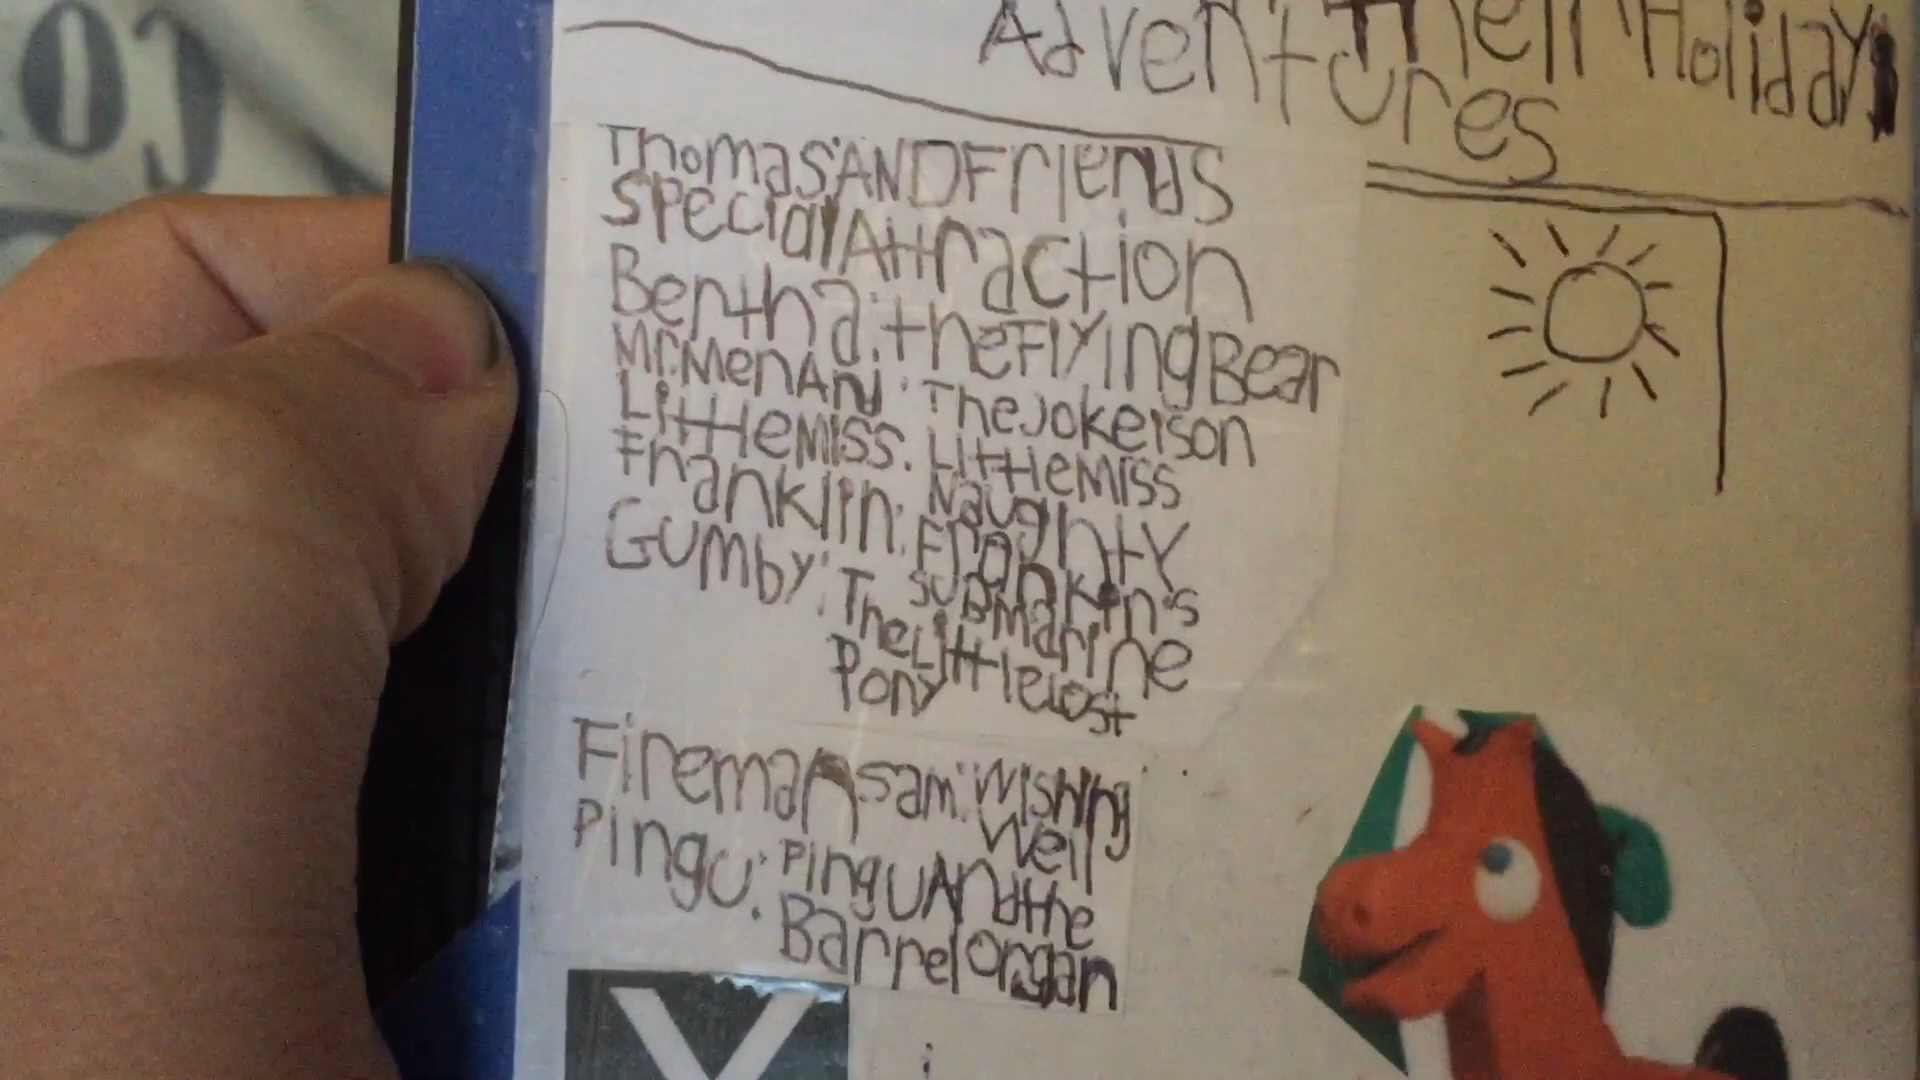 Their Holiday
Adventures
Thomas AND Friends
Special Attraction
Bertha: the Flying Bear
Mr. Men And : The joke is on
Little Miss. Little Miss
Naughty
Franklin: Franklin's
submarine
Gumby: The Little lost
Pony
Fireman sam: Wishing
Well
Pingu: Pingu And the
Barrel organ